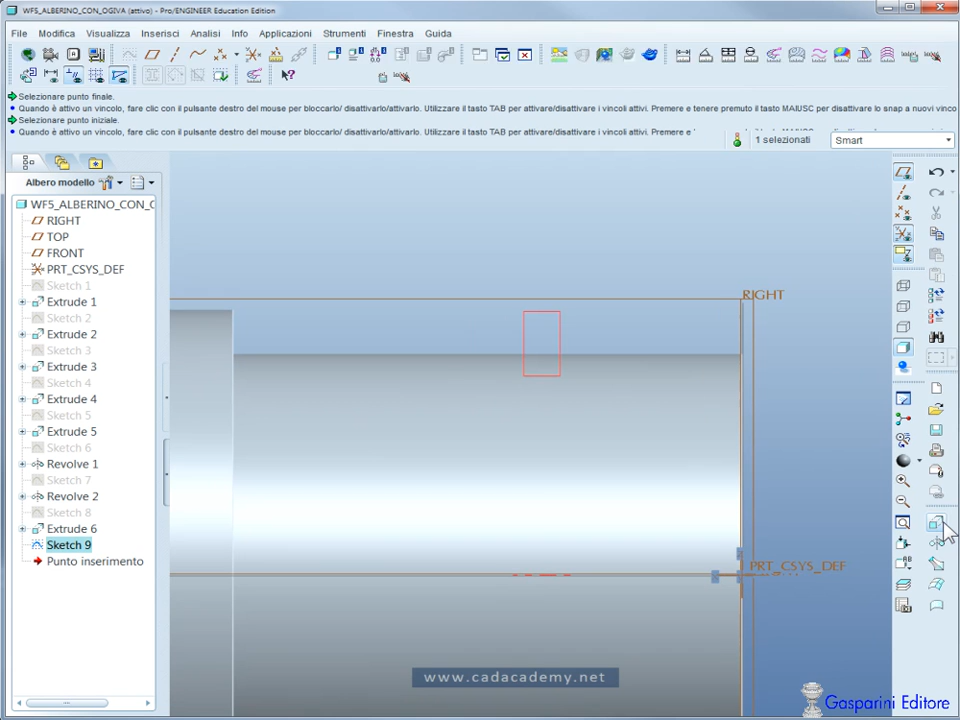 WF5_ALBERINO_CON_OGIVA (attivo) - Pro/ENGINEER Education Edition
File Modifica Visualizza Inserisci Analisi Info Applicazioni Strumenti Finestra Guida
Selezionare punto finale.
Quando è attivo un vincolo, fare clic con il pulsante destro del mouse per bloccarlo/ disattivarlo/attivarlo. Utilizzare il tasto TAB per attivare/disattivare i vincoli attivi. Premere e tenere premuto il tasto MAIUSC per disattivare lo snap a nuovi vinco
Selezionare punto iniziale.
Quando è attivo un vincolo, fare clic con il pulsante destro del mouse per bloccarlo/ disattivarlo/attivarlo. Utilizzare il tasto TAB per attivare/disattivare i vincoli attivi. Premere e
1 selezionati
Smart
Albero modello
WF5_ALBERINO_CON_O
RIGHT
TOP
FRONT
PRT_CSYS_DEF
Sketch 1
Extrude 1
Sketch 2
Extrude 2
Sketch 3
Extrude 3
Sketch 4
Extrude 4
Sketch 5
Extrude 5
Sketch 6
Revolve 1
Sketch 7
Revolve 2
Sketch 8
Extrude 6
Sketch 9
Punto inserimento
RIGHT
PRT_CSYS_DEF
www.cadacademy.net
Gasparini Editore